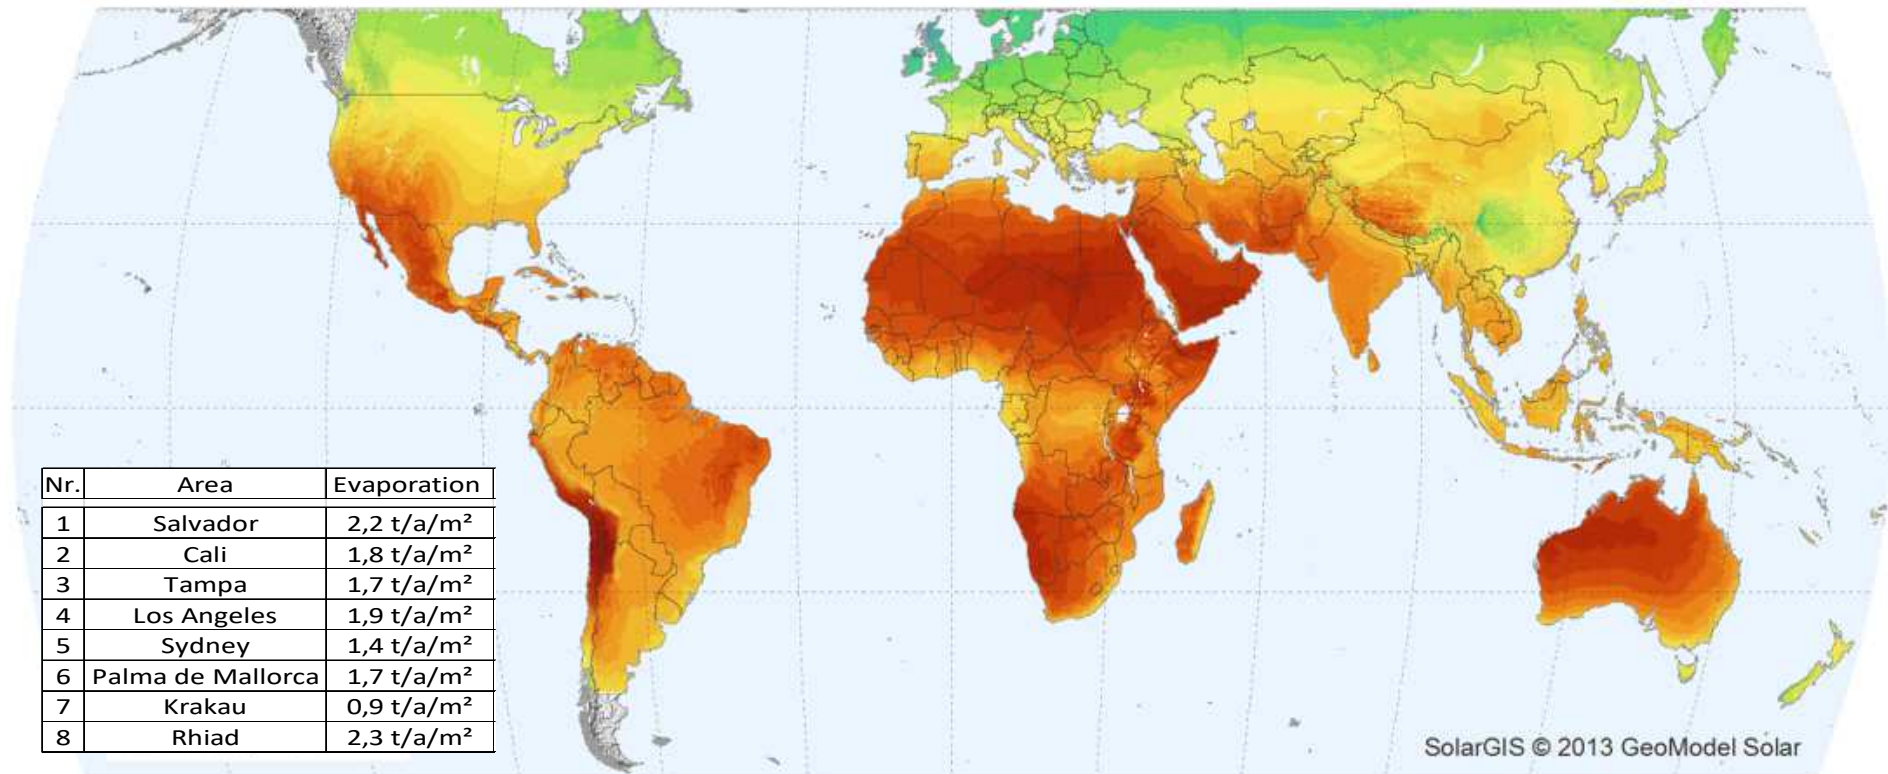 Nr. Area Evaporation
1 Salvador 2,2 t/a/m²
2 Cali 1,8 t/a/m²
3 Tampa 1,7 t/a/m²
4 Los Angeles 1,9 t/a/m²
5 Sydney 1,4 t/a/m²
6 Palma de Mallorca 1,7 t/a/m²
7 Krakau 0,9 t/a/m²
8 Rhiad 2,3 t/a/m²
SolarGIS © 2013 GeoModel Solar